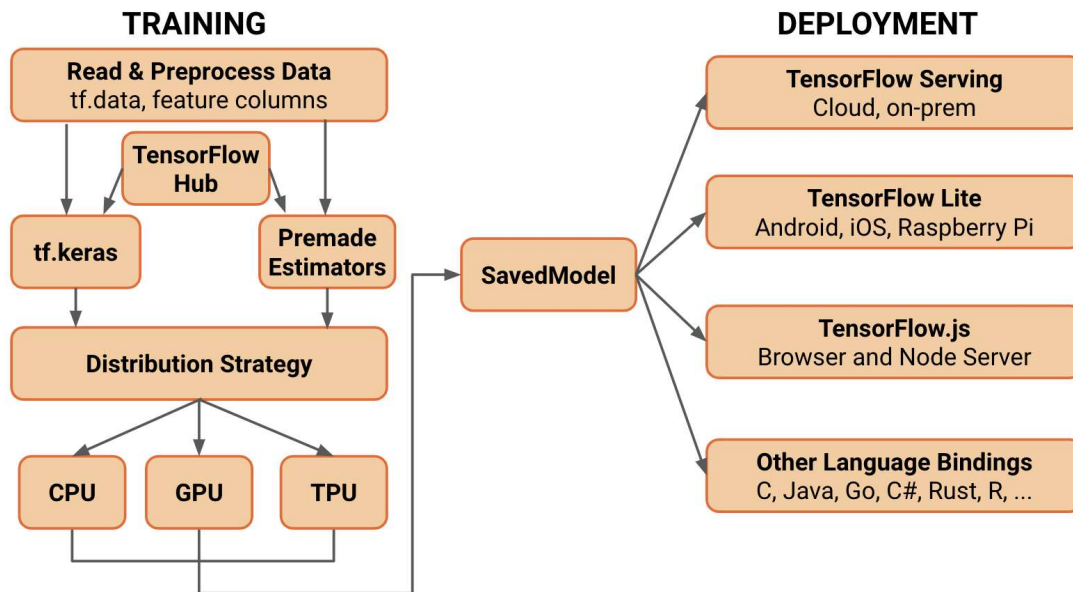 TRAINING
Read & Preprocess Data
tf.data, feature columns
TensorFlow
Hub
tf.keras
Premade
Estimators
Distribution Strategy
CPU
GPU
TPU
SavedModel
DEPLOYMENT
TensorFlow Serving
Cloud, on-prem
TensorFlow Lite
Android, iOS, Raspberry Pi
TensorFlow.js
Browser and Node Server
Other Language Bindings
C, Java, Go, C#, Rust, R, ...